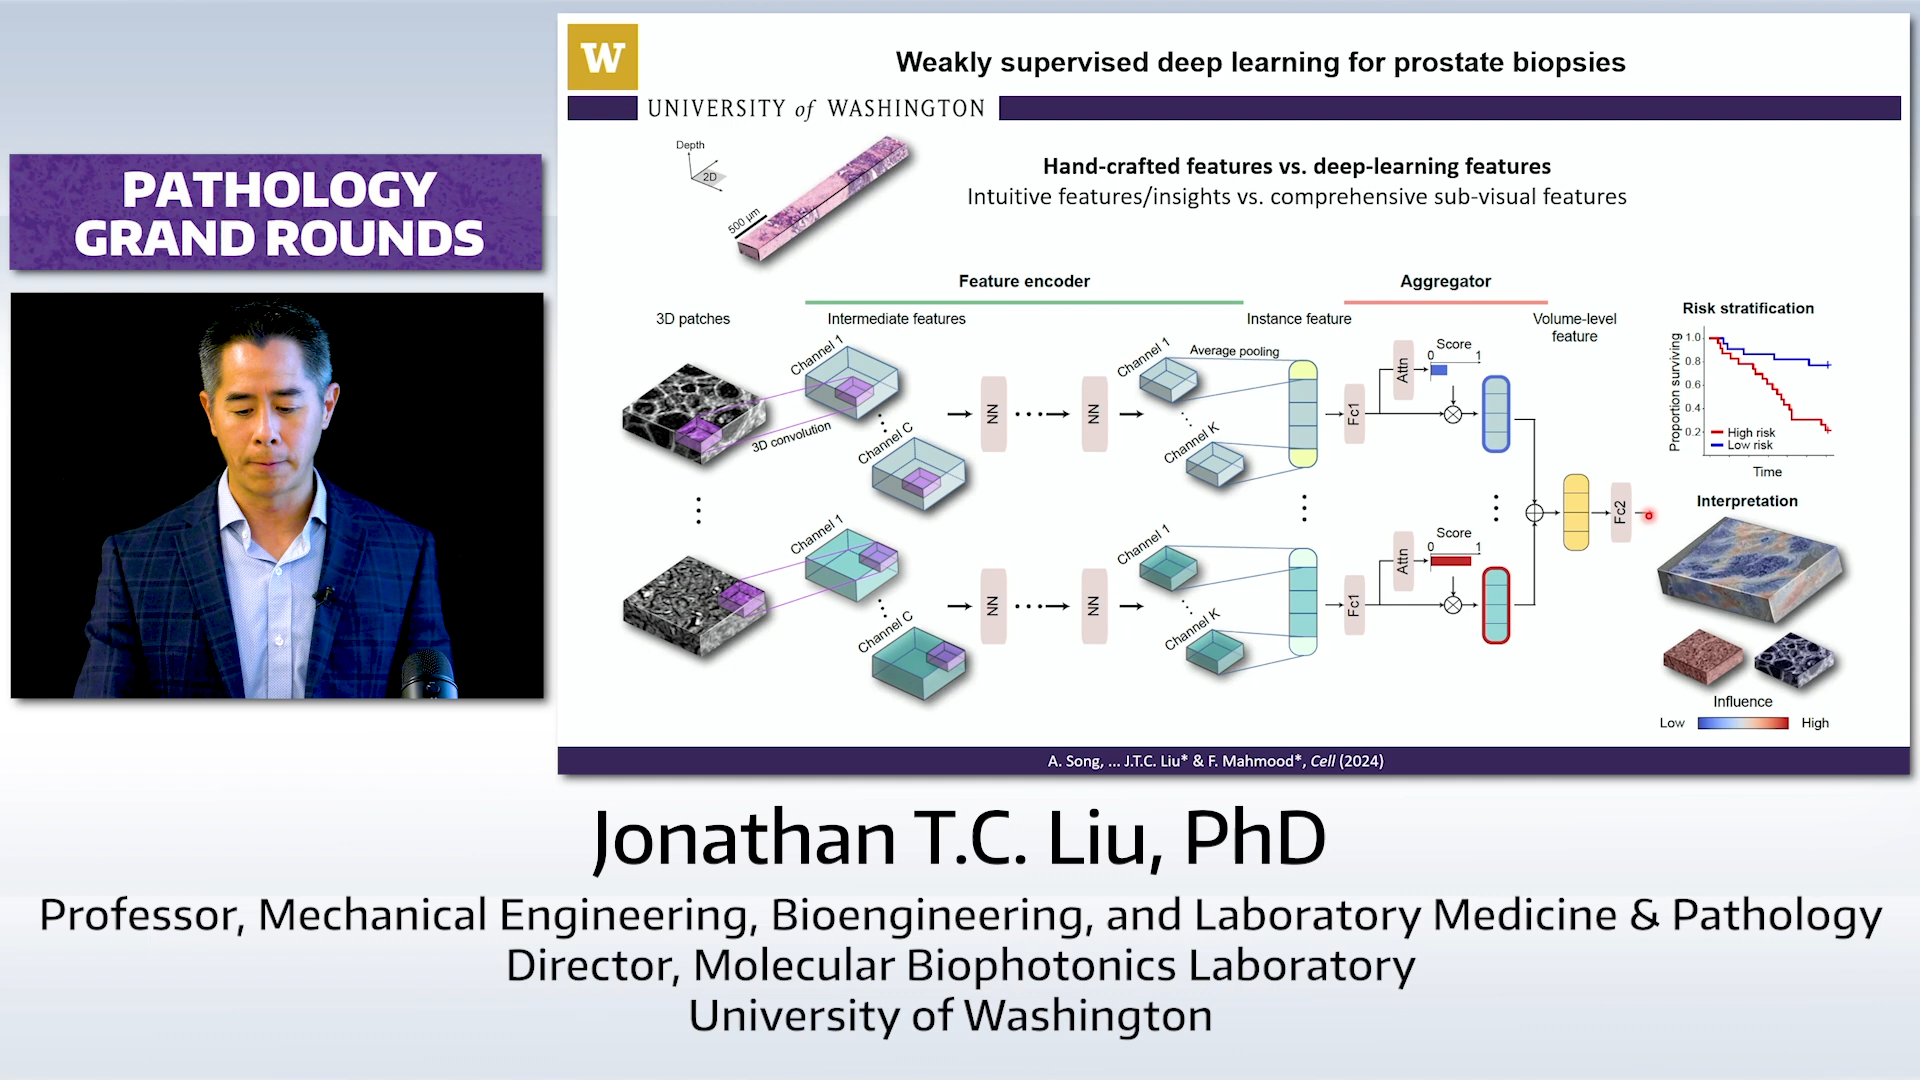 PATHOLOGY
GRAND ROUNDS
W
Weakly supervised deep learning for prostate biopsies
UNIVERSITY of WASHINGTON
Depth
2D
500 µm
Hand-crafted features vs. deep-learning features
Intuitive features/insights vs. comprehensive sub-visual features
Feature encoder
Aggregator
3D patches
Intermediate features
Instance feature
Volume-level
feature
Channel 1
3D convolution
Channel C
NN
NN
Channel 1
Average pooling
Channel K
Fc1
Attn
Score
0 1
Channel 1
Channel C
NN
NN
Channel 1
Channel K
Fc1
Attn
Score
0 1
Fc2
Risk stratification
Proportion surviving
1.0
0.8
0.6
0.4
0.2
High risk
Low risk
Time
Interpretation
Influence
Low High
A. Song, ... J.T.C. Liu* & F. Mahmood*, Cell (2024)
Jonathan T.C. Liu, PhD
Professor, Mechanical Engineering, Bioengineering, and Laboratory Medicine & Pathology
Director, Molecular Biophotonics Laboratory
University of Washington